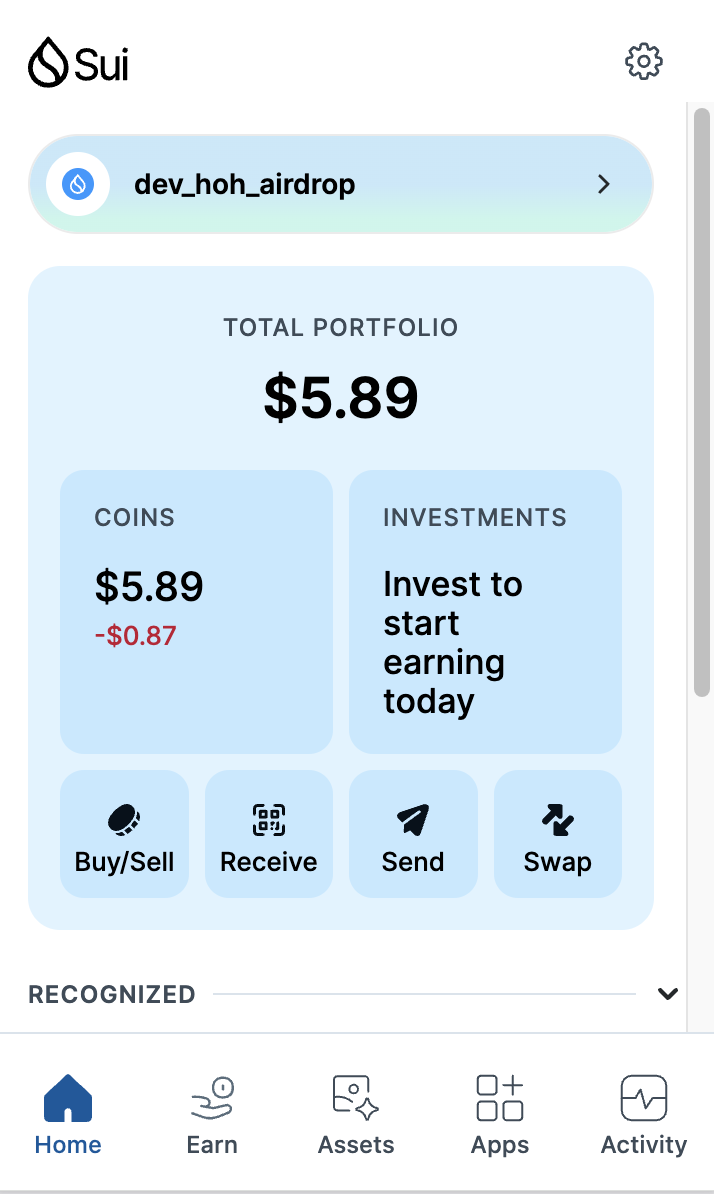 Sui
dev_hoh_airdrop
TOTAL PORTFOLIO
$5.89
COINS
$5.89
-$0.87
INVESTMENTS
Invest to
start
earning
today
Buy/Sell
Receive
Send
Swap
RECOGNIZED
Home
Earn
Assets
Apps
Activity